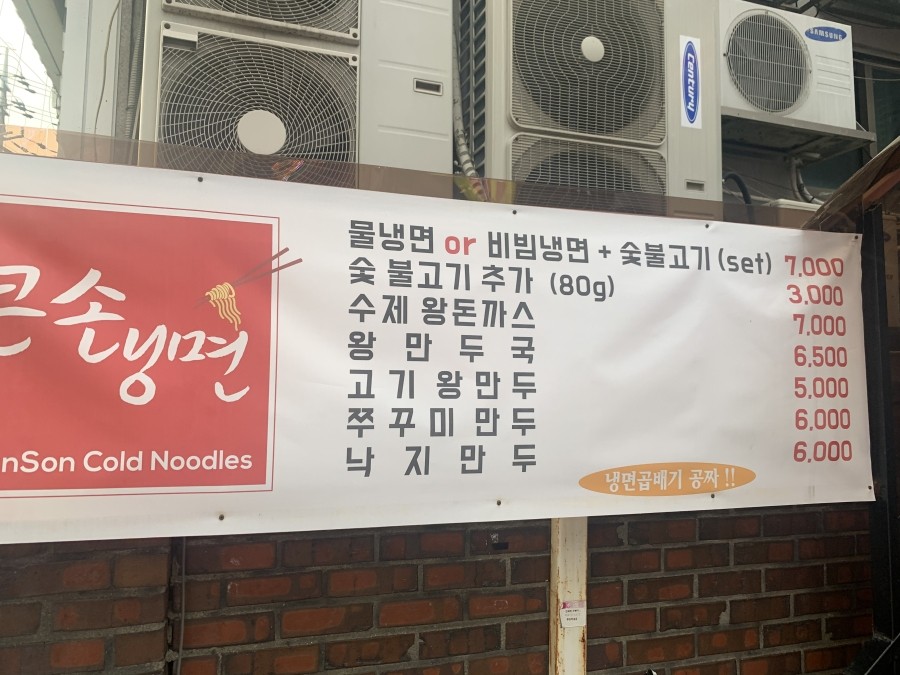 SAMSUNG
Century
큰손
냉면
nSon Cold Noodles
물냉면 or 비빔냉면 + 숯불고기 (set) 7,000
숯불고기 추가 (80g) 3,000
수제 왕돈까스 7,000
왕만두국 6,500
고기왕만두 5,000
쭈꾸미만두 6,000
낙지만두 6,000
냉면곱배기 공짜 !!